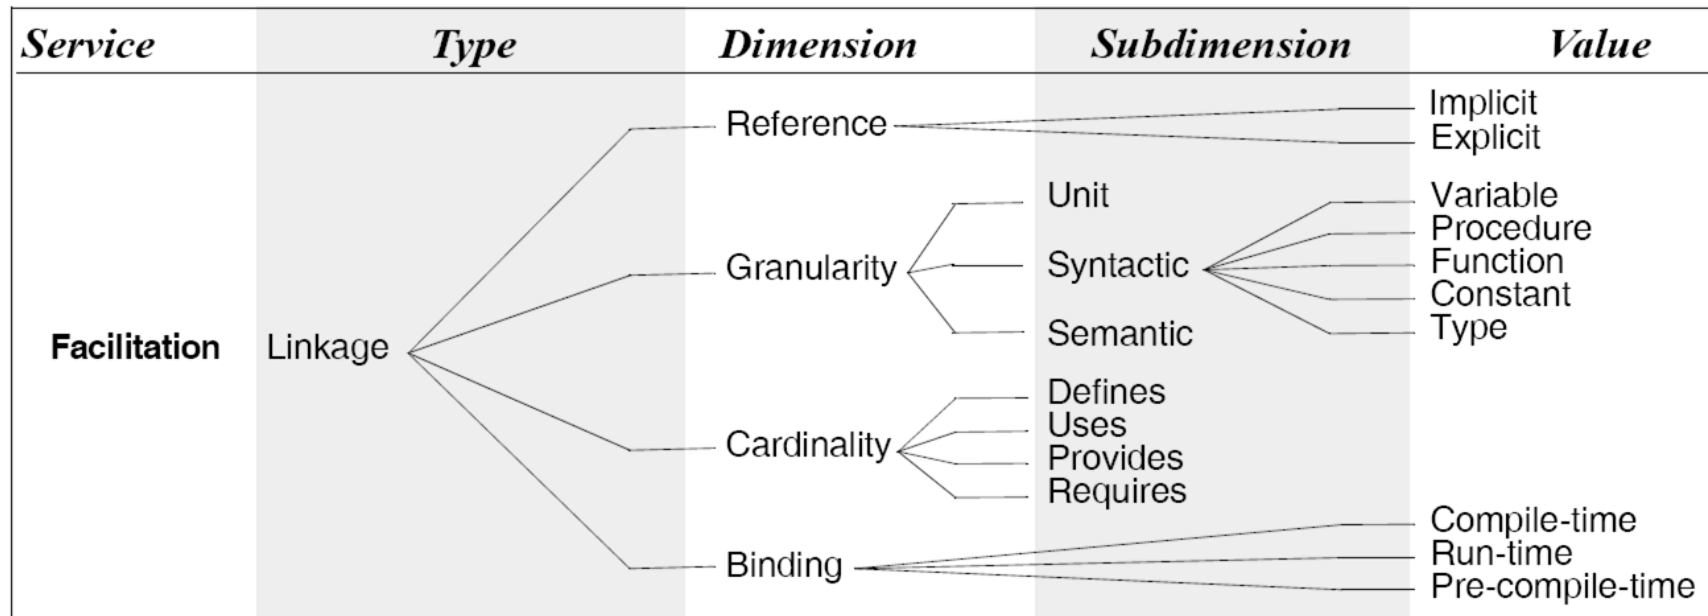 Service Type Dimension Subdimension Value
Reference
Implicit
Explicit
Granularity
Unit
Syntactic
Variable
Procedure
Function
Constant
Type
Semantic
Facilitation Linkage
Cardinality
Defines
Uses
Provides
Requires
Binding
Compile-time
Run-time
Pre-compile-time